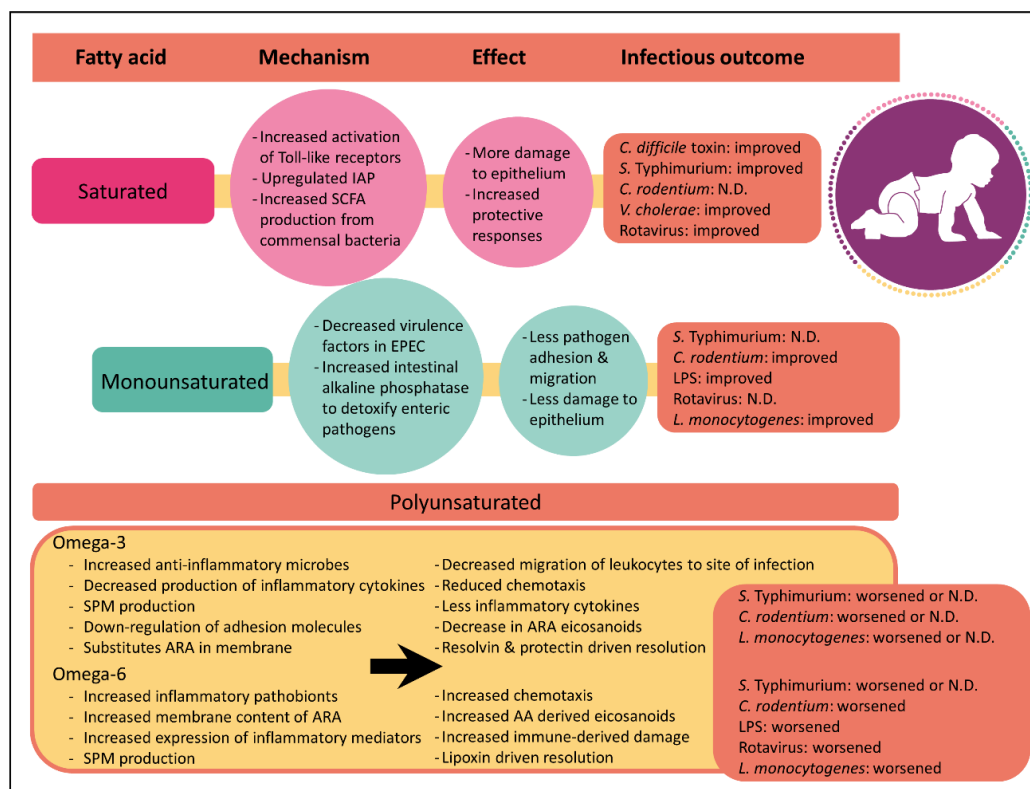 Fatty acid Mechanism Effect Infectious outcome
Saturated
- Increased activation
of Toll-like receptors
- Upregulated IAP
- Increased SCFA
production from
commensal bacteria
- More damage
to epithelium
- Increased
protective
responses
C. difficile toxin: improved
S. Typhimurium: improved
C. rodentium: N.D.
V. cholerae: improved
Rotavirus: improved
Monounsaturated
- Decreased virulence
factors in EPEC
- Increased intestinal
alkaline phosphatase
to detoxify enteric
pathogens
- Less pathogen
adhesion &
migration
- Less damage to
epithelium
S. Typhimurium: N.D.
C. rodentium: improved
LPS: improved
Rotavirus: N.D.
L. monocytogenes: improved
Polyunsaturated
Omega-3
- Increased anti-inflammatory microbes
- Decreased production of inflammatory cytokines
- SPM production
- Down-regulation of adhesion molecules
- Substitutes ARA in membrane
- Decreased migration of leukocytes to site of infection
- Reduced chemotaxis
- Less inflammatory cytokines
- Decrease in ARA eicosanoids
- Resolvin & protectin driven resolution
S. Typhimurium: worsened or N.D.
C. rodentium: worsened or N.D.
L. monocytogenes: worsened or N.D.
Omega-6
- Increased inflammatory pathobionts
- Increased membrane content of ARA
- Increased expression of inflammatory mediators
- SPM production
- Increased chemotaxis
- Increased AA derived eicosanoids
- Increased immune-derived damage
- Lipoxin driven resolution
S. Typhimurium: worsened or N.D.
C. rodentium: worsened
LPS: worsened
Rotavirus: worsened
L. monocytogenes: worsened